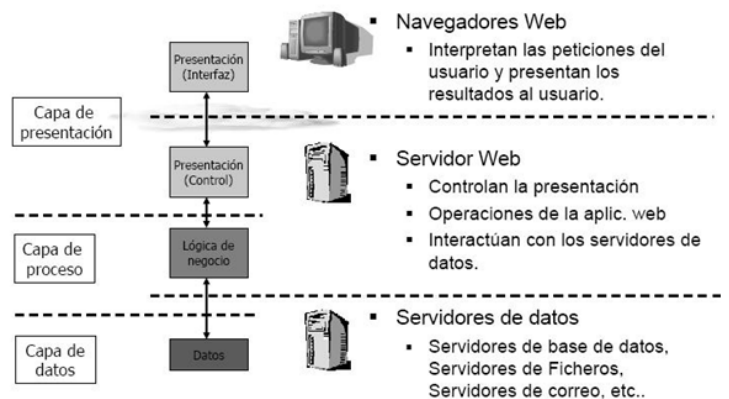 Presentación
(Interfaz)
Capa de
presentación
Presentación
(Control)
Capa de
proceso
Lógica de
negocio
Capa de
datos
Datos
▪ Navegadores Web
▪ Interpretan las peticiones del
usuario y presentan los
resultados al usuario.
▪ Servidor Web
▪ Controlan la presentación
▪ Operaciones de la aplic. web
▪ Interactúan con los servidores de
datos.
▪ Servidores de datos
▪ Servidores de base de datos,
Servidores de Ficheros,
Servidores de correo, etc..